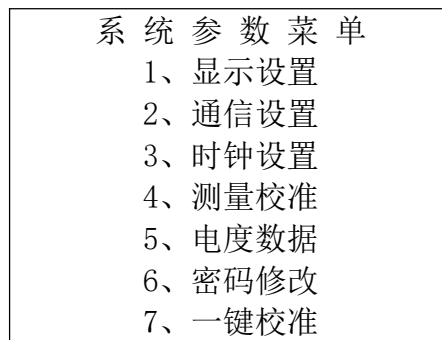 系统参数菜单
1、显示设置
2、通信设置
3、时钟设置
4、测量校准
5、电度数据
6、密码修改
7、一键校准